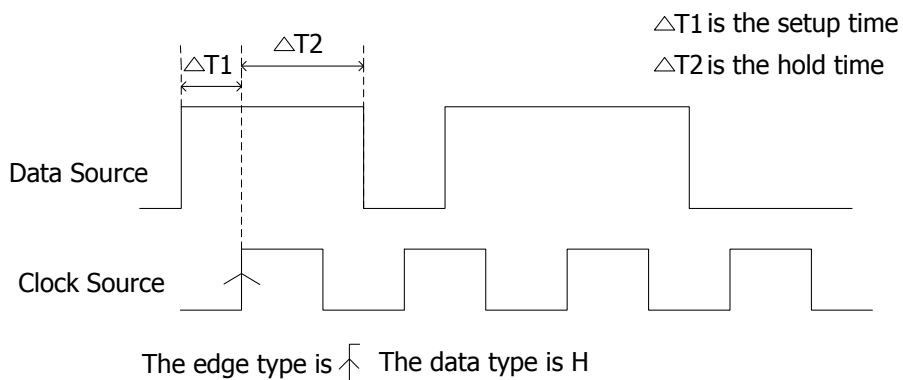 △T1 is the setup time
△T2 is the hold time
△T1
△T2
Data Source
Clock Source
The edge type is The data type is H